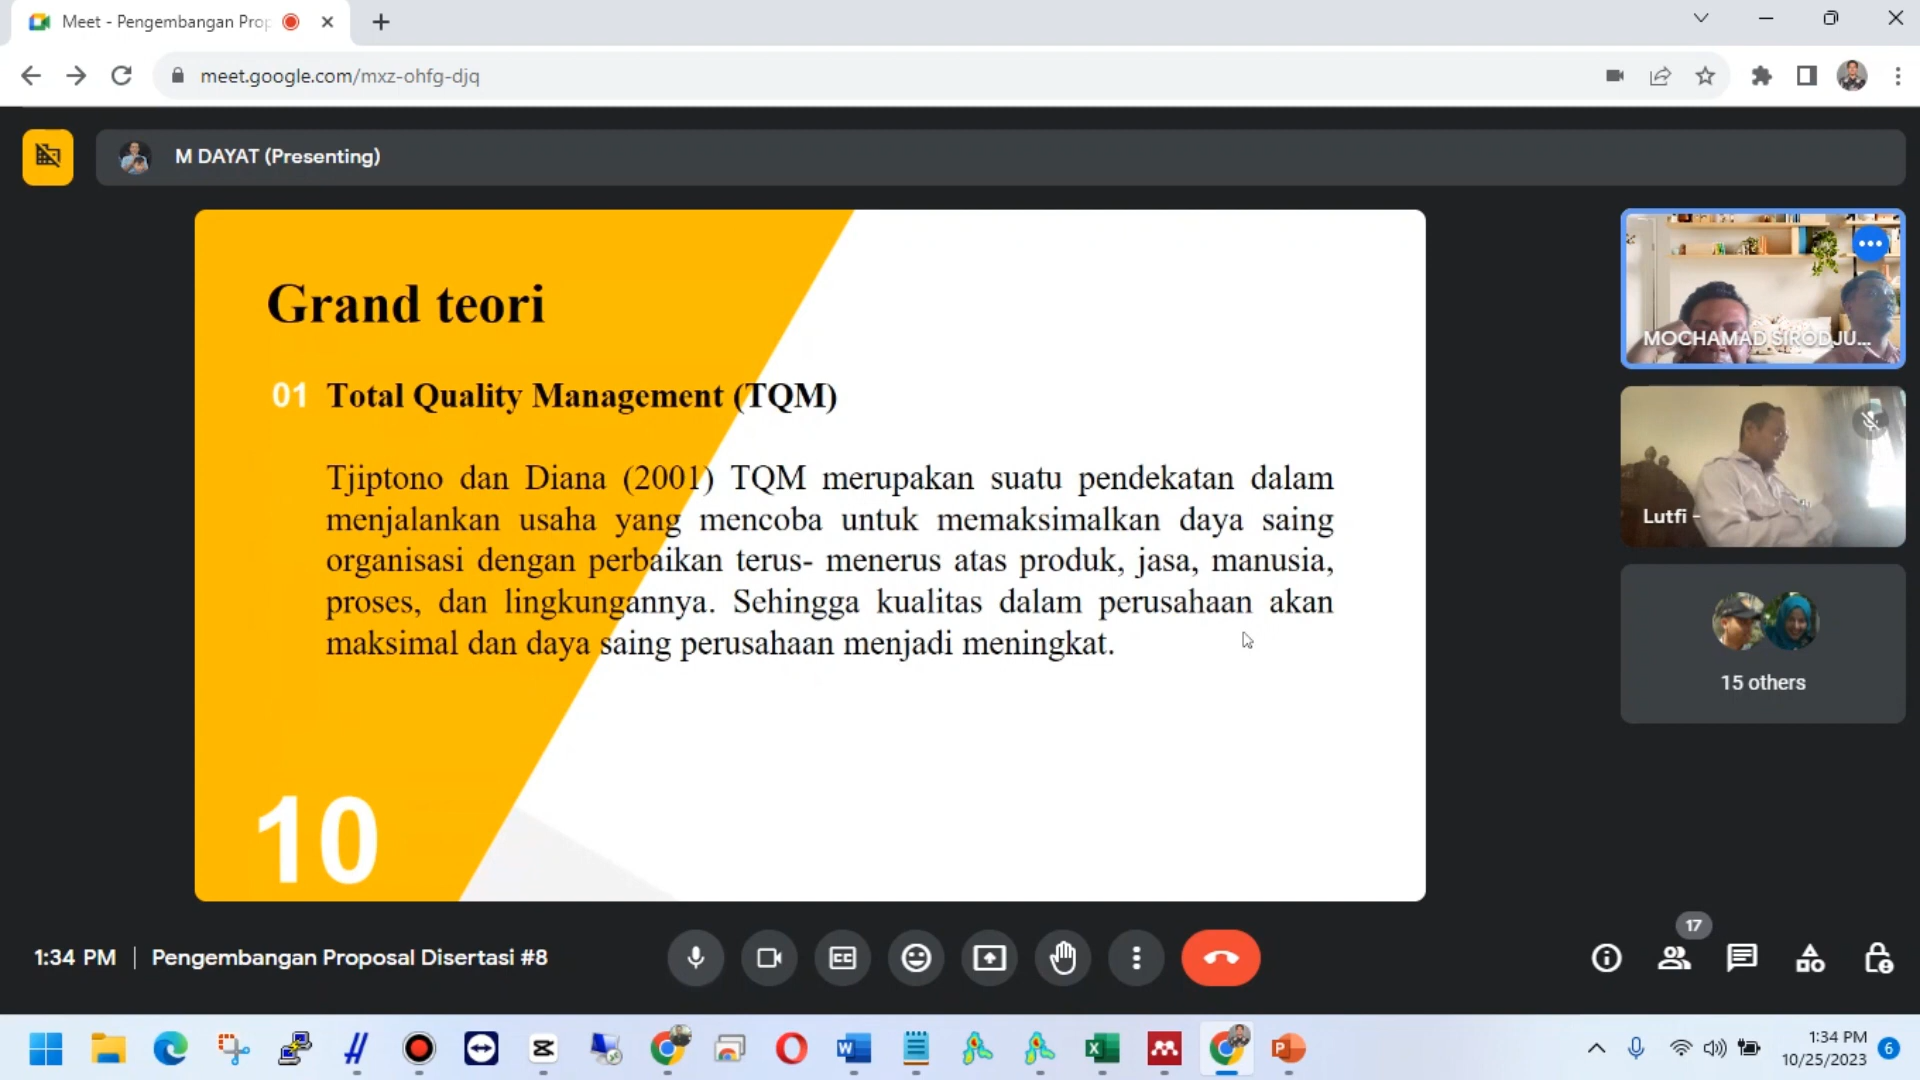 Meet - Pengembangan Prop
meet.google.com/mxz-ohfg-djq
M DAYAT (Presenting)
Grand teori
01 Total Quality Management (TQM)
Tjiptono dan Diana (2001) TQM merupakan suatu pendekatan dalam
menjalankan usaha yang mencoba untuk memaksimalkan daya saing
organisasi dengan perbaikan terus- menerus atas produk, jasa, manusia,
proses, dan lingkungannya. Sehingga kualitas dalam perusahaan akan
maksimal dan daya saing perusahaan menjadi meningkat.
10
MOCHAMAD SIRODJU...
Lutfi -
15 others
1:34 PM | Pengembangan Proposal Disertasi #8
CC
17
1:34 PM
10/25/2023
6